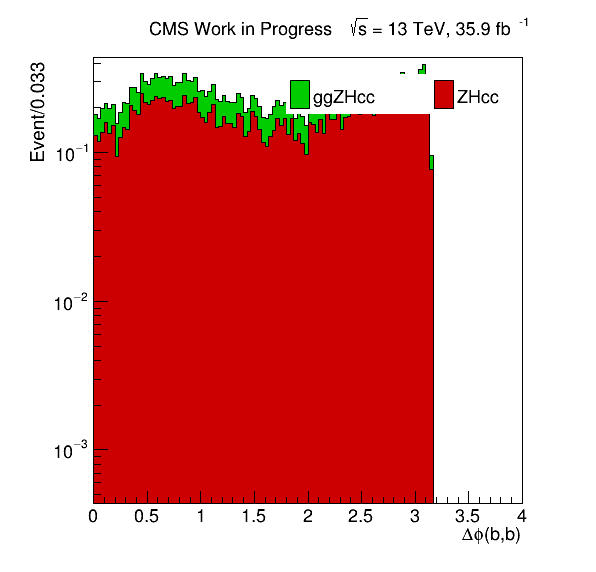 CMS Work in Progress √s = 13 TeV, 35.9 fb⁻¹
Event/0.033
ggZHcc ZHcc
10⁻¹
10⁻²
10⁻³
0 0.5 1 1.5 2 2.5 3 3.5 4
Δϕ(b,b)